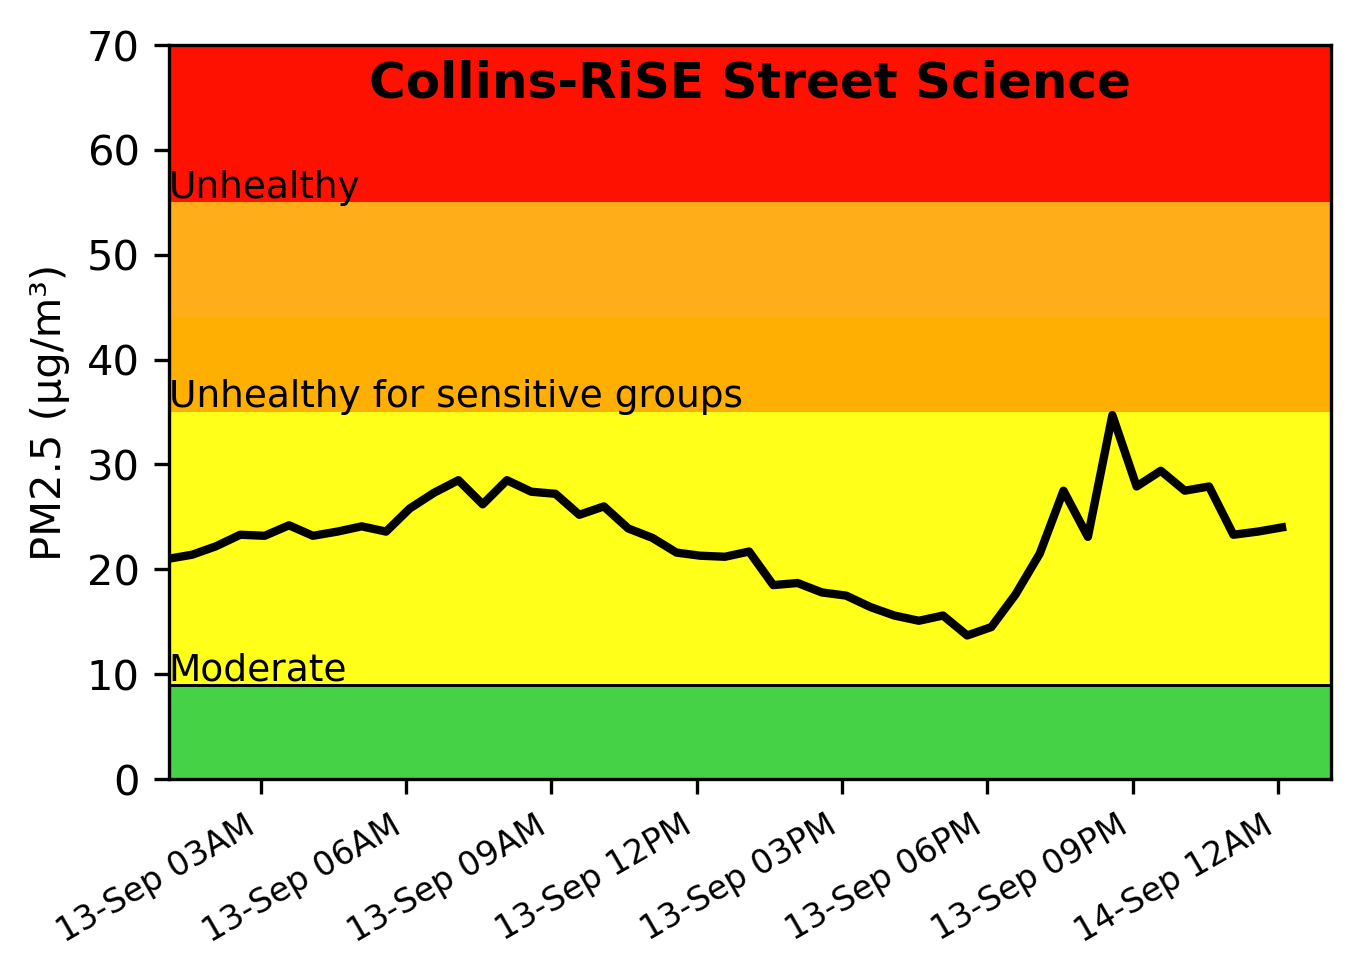 Collins-RiSE Street Science
70
60
50
40
30
20
10
0
PM2.5 (µg/m³)
Unhealthy
Unhealthy for sensitive groups
Moderate
13-Sep 03AM
13-Sep 06AM
13-Sep 09AM
13-Sep 12PM
13-Sep 03PM
13-Sep 06PM
13-Sep 09PM
14-Sep 12AM